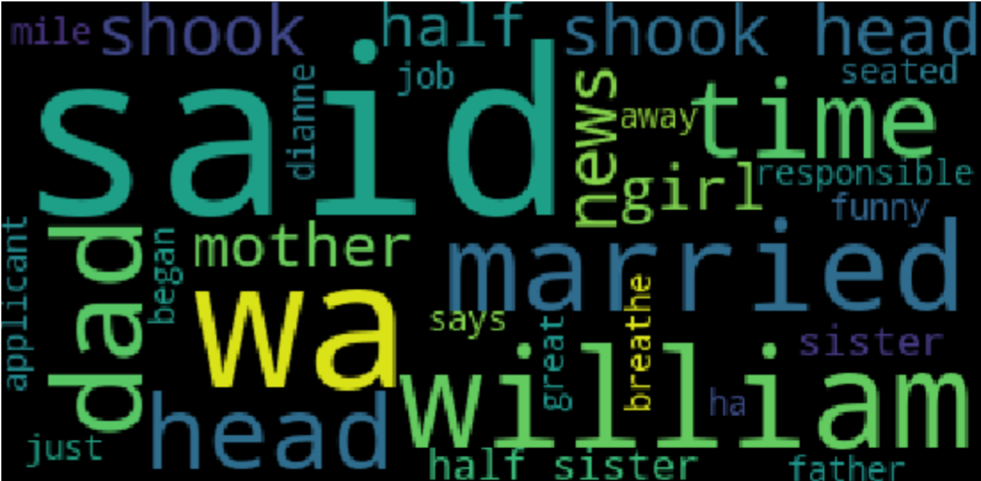 mile shook half shook head
said dianne job news away time seated
girl responsible
funny
applicant dad began mother married
wa says great breathe sister
william ha
head
just half sister father